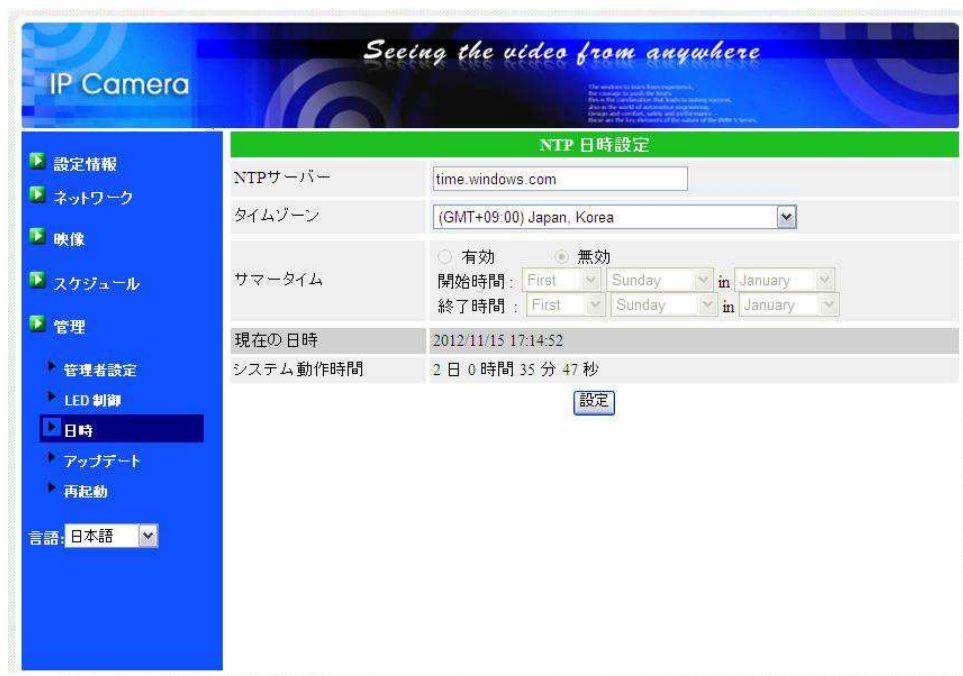 Seeing the video from anywhere
IP Camera
設定情報
ネットワーク
映像
スケジュール
管理
管理者設定
LED 制御
日時
アップデート
再起動
言語: 日本語
NTP 日時設定
NTPサーバー time.windows.com
タイムゾーン (GMT+09:00) Japan, Korea
サマータイム
有効 無効
開始時間 : First Sunday in January
終了時間 : First Sunday in January
現在の日時 2012/11/15 17:14:52
システム動作時間 2 日 0 時間 35 分 47 秒
設定